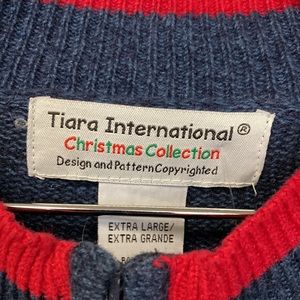 Tiara International®
Christmas Collection
Design and Pattern Copyrighted
EXTRA LARGE/
EXTRA GRANDE